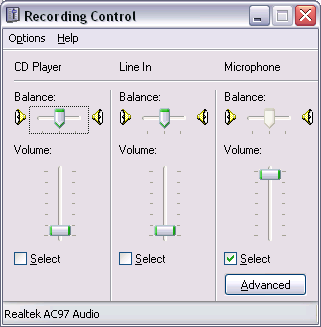 Recording Control
Options Help
CD Player Line In Microphone
Balance: Balance: Balance:
Volume: Volume: Volume:
Select Select Select
Advanced
Realtek AC97 Audio